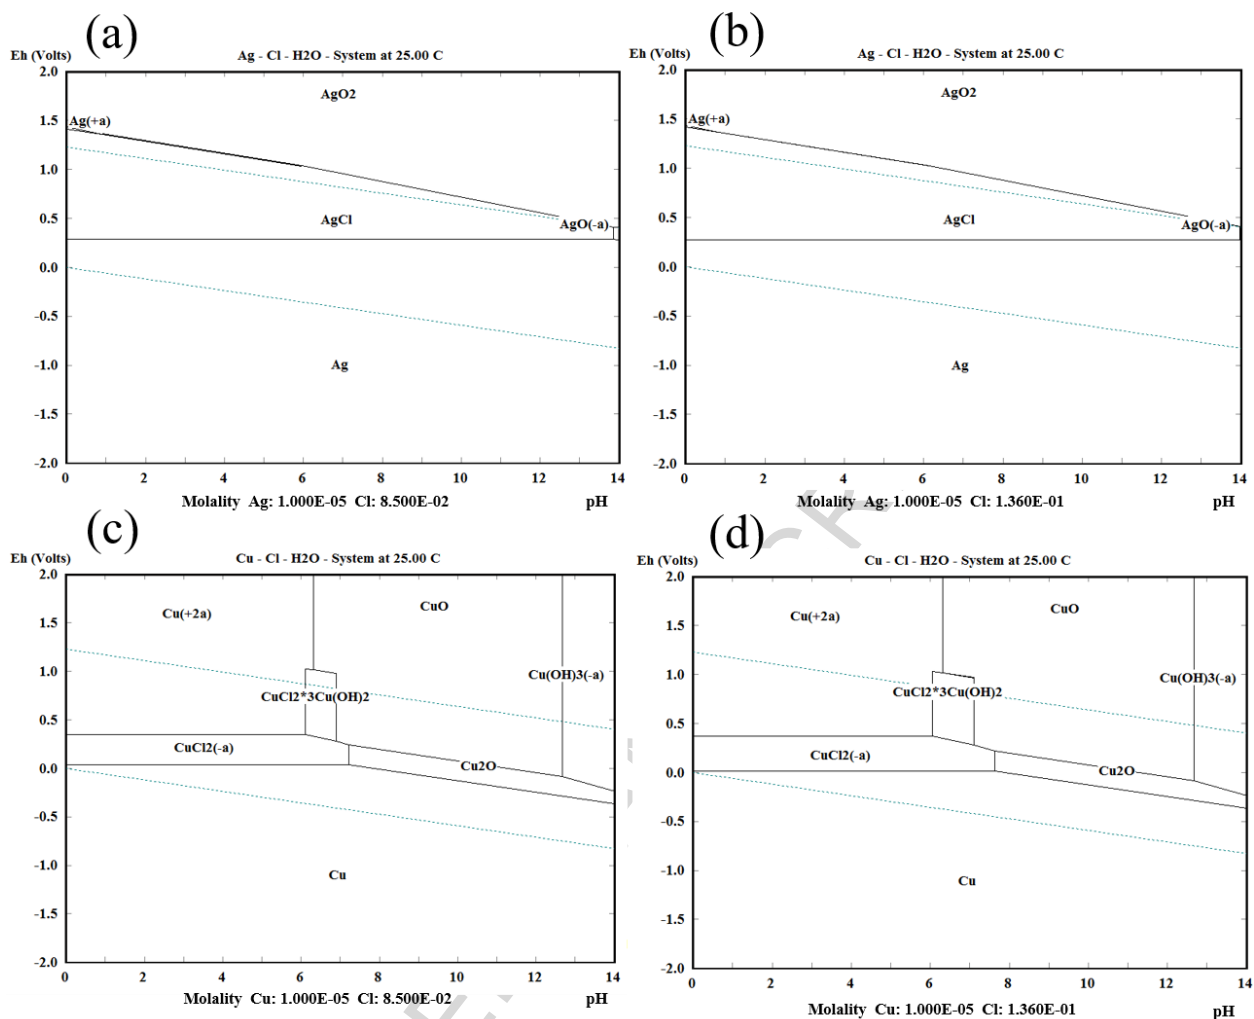 (a)
Eh (Volts) Ag - Cl - H2O - System at 25.00 C
2.0
AgO2
1.5
Ag(+a)
1.0
0.5
AgCl
AgO(-a)
0.0
-0.5
-1.0
Ag
-1.5
-2.0
0 2 4 6 8 10 12 14
Molality Ag: 1.000E-05 Cl: 8.500E-02 pH
(b)
Eh (Volts) Ag - Cl - H2O - System at 25.00 C
2.0
AgO2
1.5
Ag(+a)
1.0
0.5
AgCl
AgO(-a)
0.0
-0.5
-1.0
Ag
-1.5
-2.0
0 2 4 6 8 10 12 14
Molality Ag: 1.000E-05 Cl: 1.360E-01 pH
(c)
Eh (Volts) Cu - Cl - H2O - System at 25.00 C
2.0
CuO
Cu(+2a)
1.5
1.0
Cu(OH)3(-a)
CuCl2*3Cu(OH)2
0.5
CuCl2(-a)
Cu2O
0.0
-0.5
-1.0
Cu
-1.5
-2.0
0 2 4 6 8 10 12 14
Molality Cu: 1.000E-05 Cl: 8.500E-02 pH
(d)
Eh (Volts) Cu - Cl - H2O - System at 25.00 C
2.0
CuO
Cu(+2a)
1.5
1.0
Cu(OH)3(-a)
CuCl2*3Cu(OH)2
0.5
CuCl2(-a)
Cu2O
0.0
-0.5
-1.0
Cu
-1.5
-2.0
0 2 4 6 8 10 12 14
Molality Cu: 1.000E-05 Cl: 1.360E-01 pH